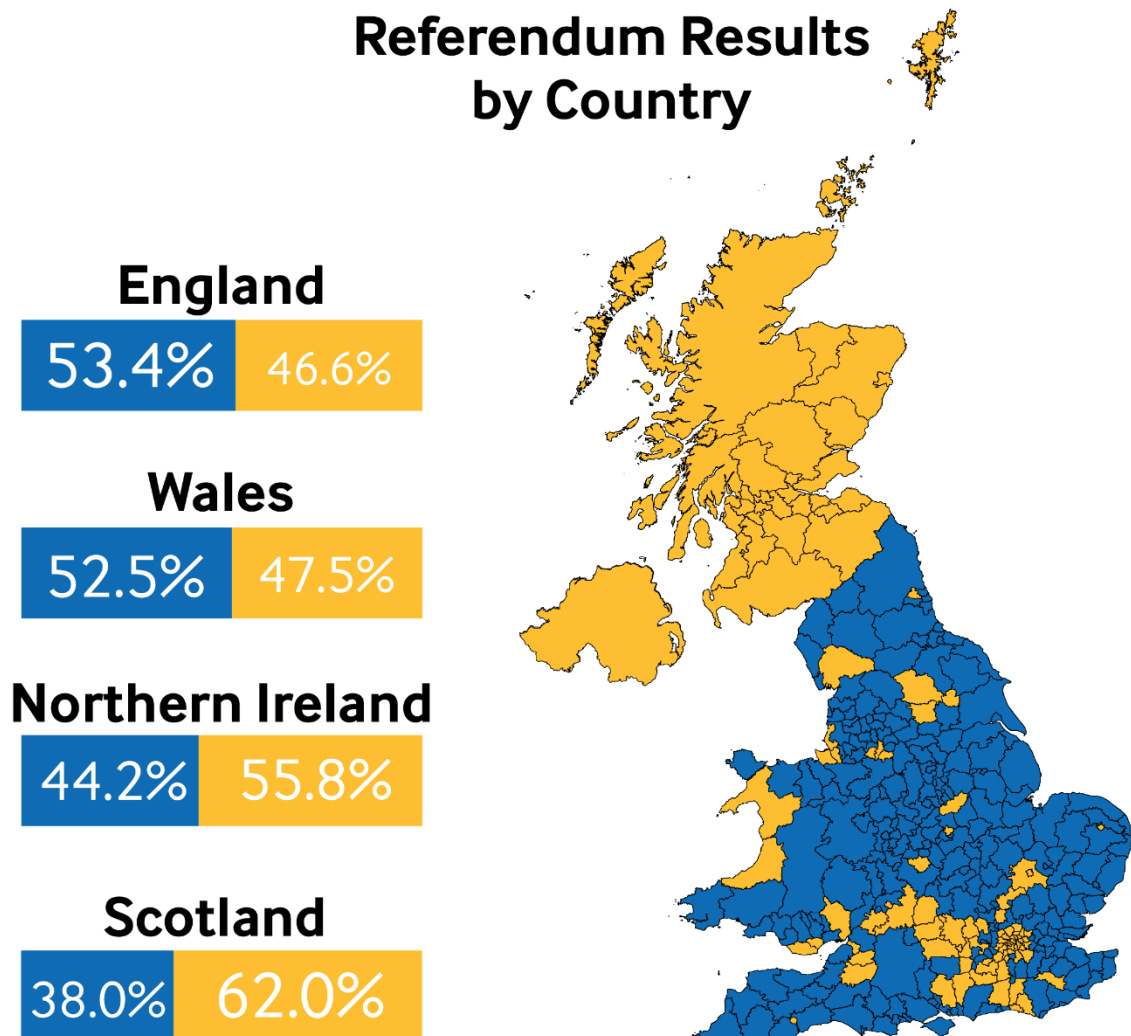 Referendum Results
by Country
England
53.4% 46.6%
Wales
52.5% 47.5%
Northern Ireland
44.2% 55.8%
Scotland
38.0% 62.0%